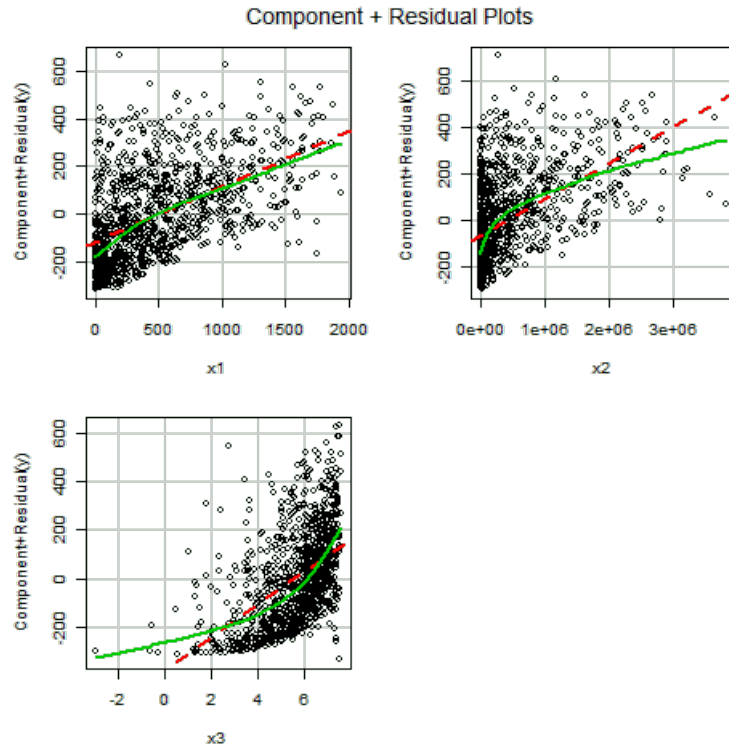 Component + Residual Plots
Component+Residual(y)
600
400
200
0
-200
0 500 1000 1500 2000
x1
Component+Residual(y)
600
400
200
0
-200
0e+00 1e+06 2e+06 3e+06
x2
Component+Residual(y)
600
400
200
0
-200
-2 0 2 4 6
x3